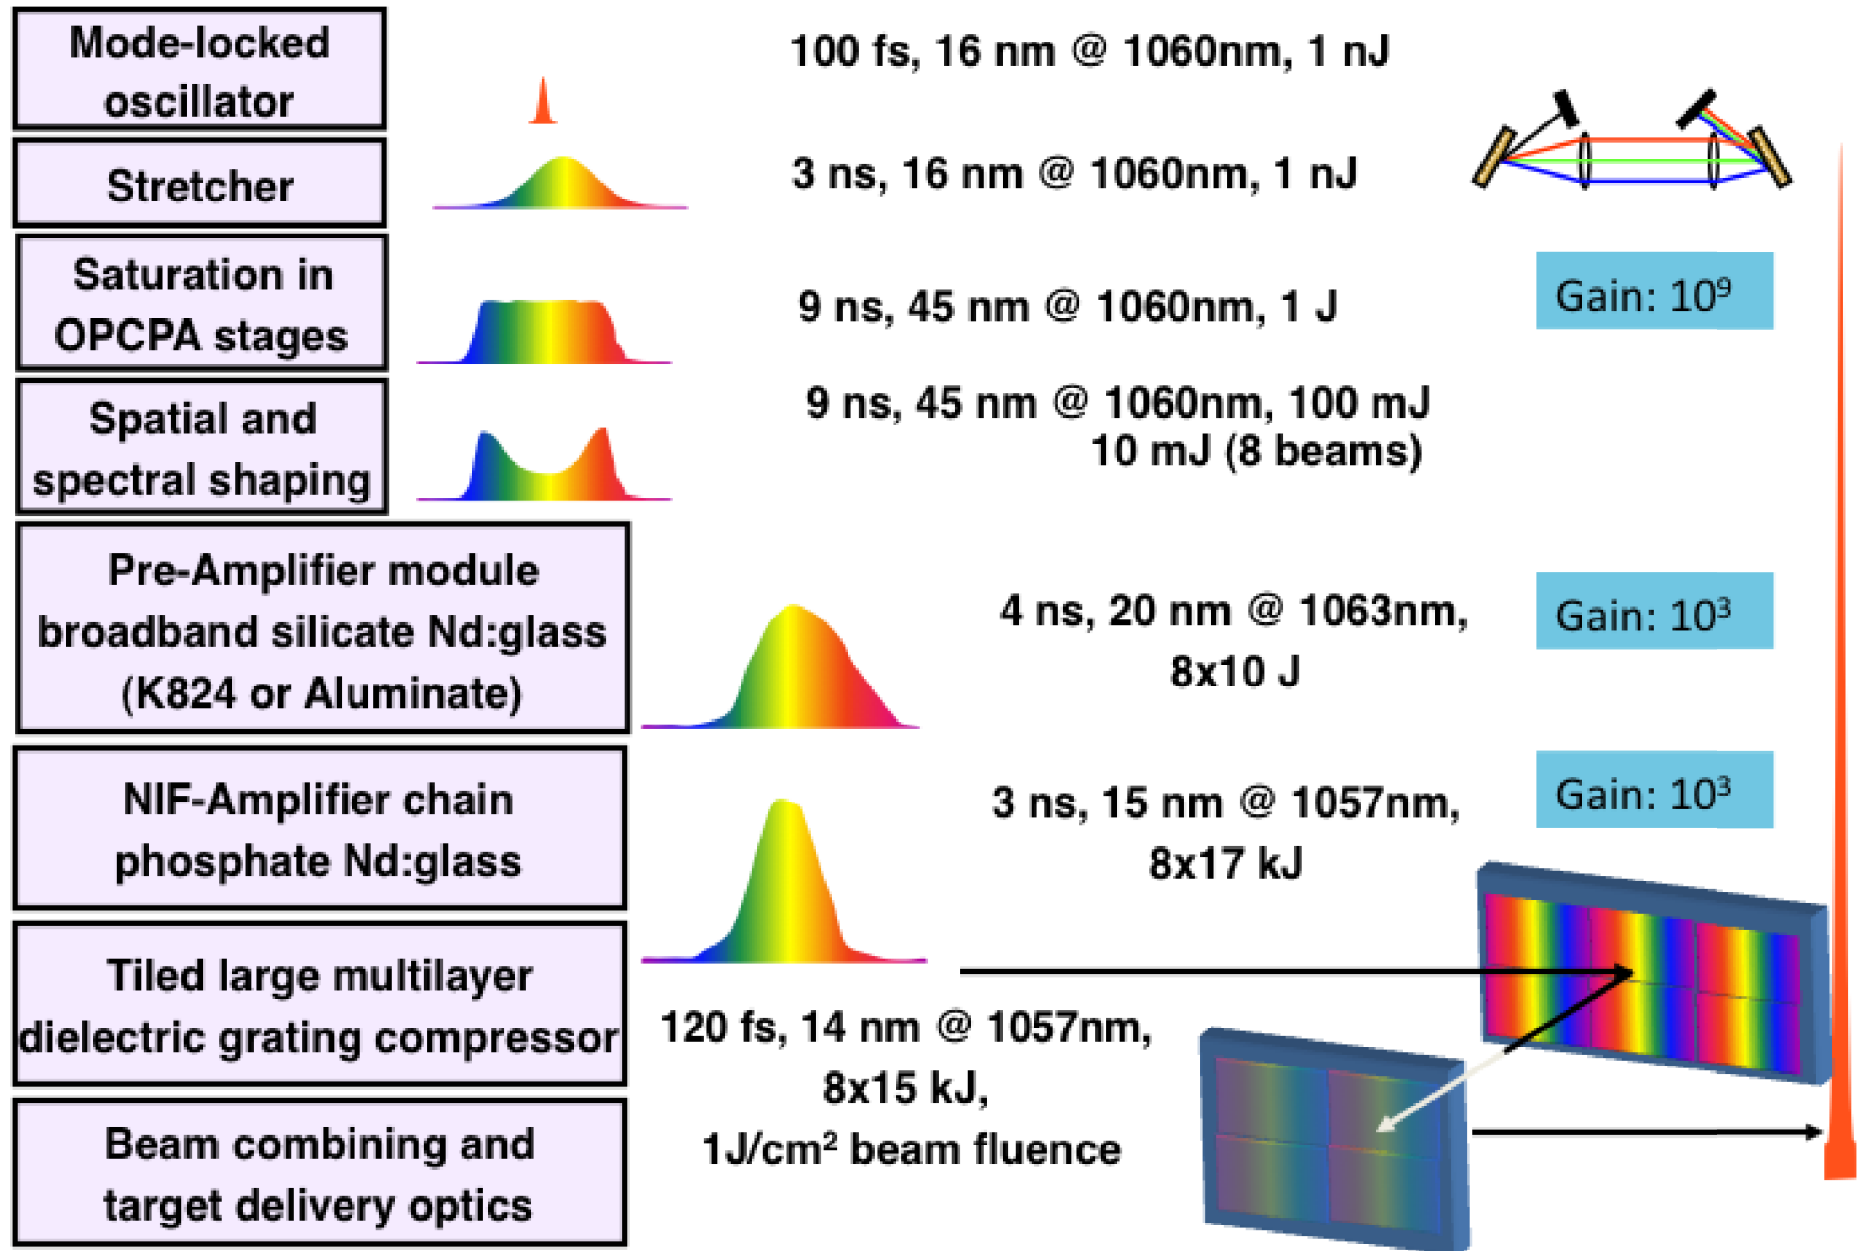 Mode-locked
oscillator
100 fs, 16 nm @ 1060nm, 1 nJ
Stretcher
3 ns, 16 nm @ 1060nm, 1 nJ
Saturation in
OPCPA stages
9 ns, 45 nm @ 1060nm, 1 J
Gain: 10⁹
Spatial and
spectral shaping
9 ns, 45 nm @ 1060nm, 100 mJ
10 mJ (8 beams)
Pre-Amplifier module
broadband silicate Nd:glass
(K824 or Aluminate)
4 ns, 20 nm @ 1063nm,
8x10 J
Gain: 10³
NIF-Amplifier chain
phosphate Nd:glass
3 ns, 15 nm @ 1057nm,
8x17 kJ
Gain: 10³
Tiled large multilayer
dielectric grating compressor
120 fs, 14 nm @ 1057nm,
8x15 kJ,
1J/cm² beam fluence
Beam combining and
target delivery optics